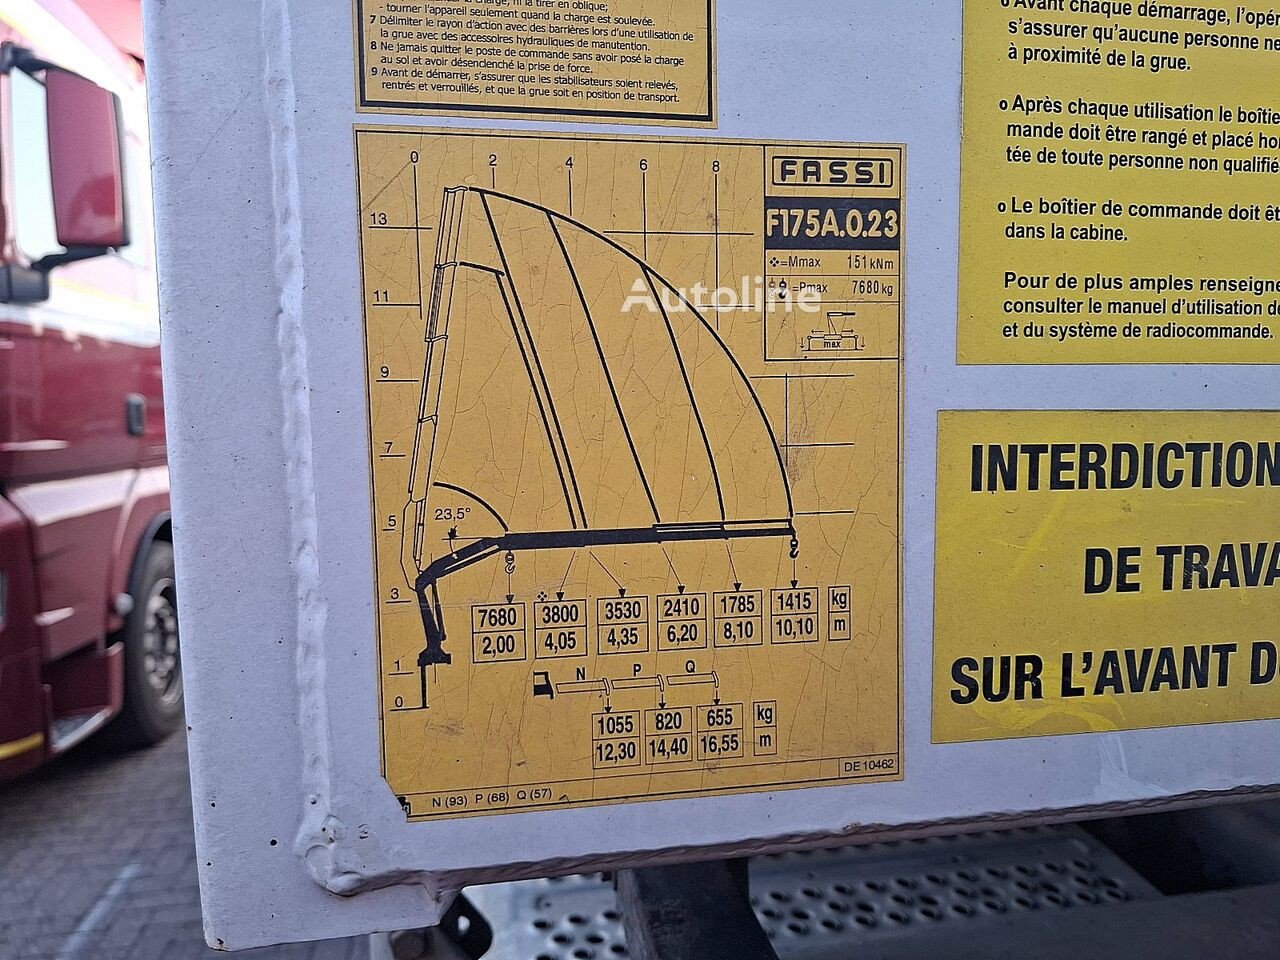 la charge, ni la tirer en oblique;
- tourner l'appareil seulement quand la charge est soulevée.
7 Délimiter le rayon d'action avec des barrières lors d'une utilisation de
la grue avec des accessoires hydrauliques de manutention.
8 Ne jamais quitter le poste de commande sans avoir posé la charge
au sol et avoir désenclenché la prise de force.
9 Avant de démarrer, s'assurer que les stabilisateurs soient relevés,
rentrés et verrouillés, et que la grue soit en position de transport.
o Avant chaque démarrage, l'opér
s'assurer qu'aucune personne ne
à proximité de la grue.
o Après chaque utilisation le boîtie
mande doit être rangé et placé ho
tée de toute personne non qualifié
o Le boîtier de commande doit êt
dans la cabine.
Pour de plus amples renseigne
consulter le manuel d'utilisation de
et du système de radiocommande.
0 2 4 6 8
13
11
9
7
5
3
1
0
FASSI
F175A.0.23
=Mmax 151 kNm
=Pmax 7680 kg
max
Autoline
23,5°
7680 3800 3530 2410 1785 1415 kg
2,00 4,05 4,35 6,20 8,10 10,10 m
N P Q
1055 820 655 kg
12,30 14,40 16,55 m
DE 10462
N (93) P (68) Q (57)
INTERDICTION
DE TRAVA
SUR L'AVANT D